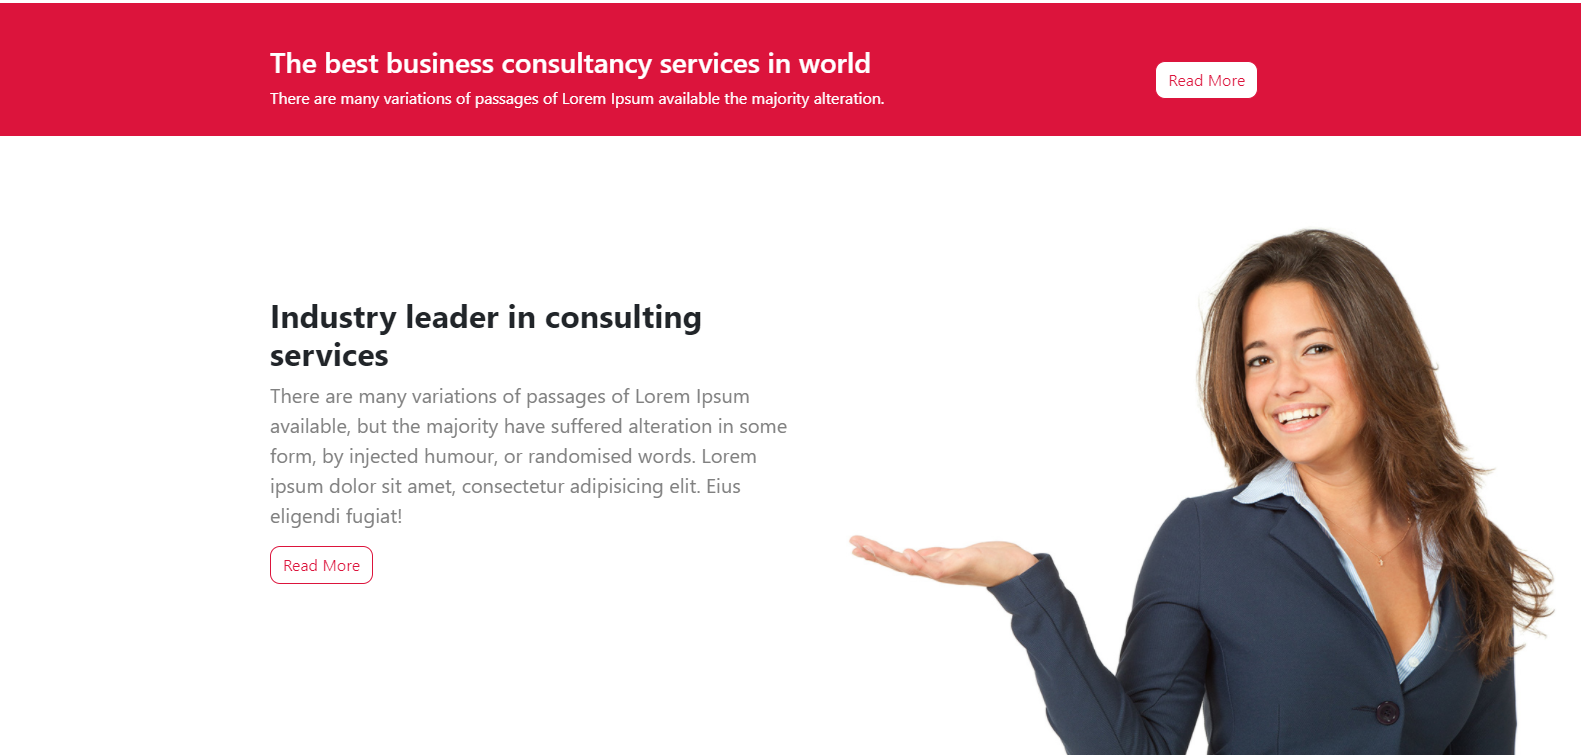 The best business consultancy services in world
There are many variations of passages of Lorem Ipsum available the majority alteration.
Read More
Industry leader in consulting
services
There are many variations of passages of Lorem Ipsum
available, but the majority have suffered alteration in some
form, by injected humour, or randomised words. Lorem
ipsum dolor sit amet, consectetur adipisicing elit. Eius
eligendi fugiat!
Read More